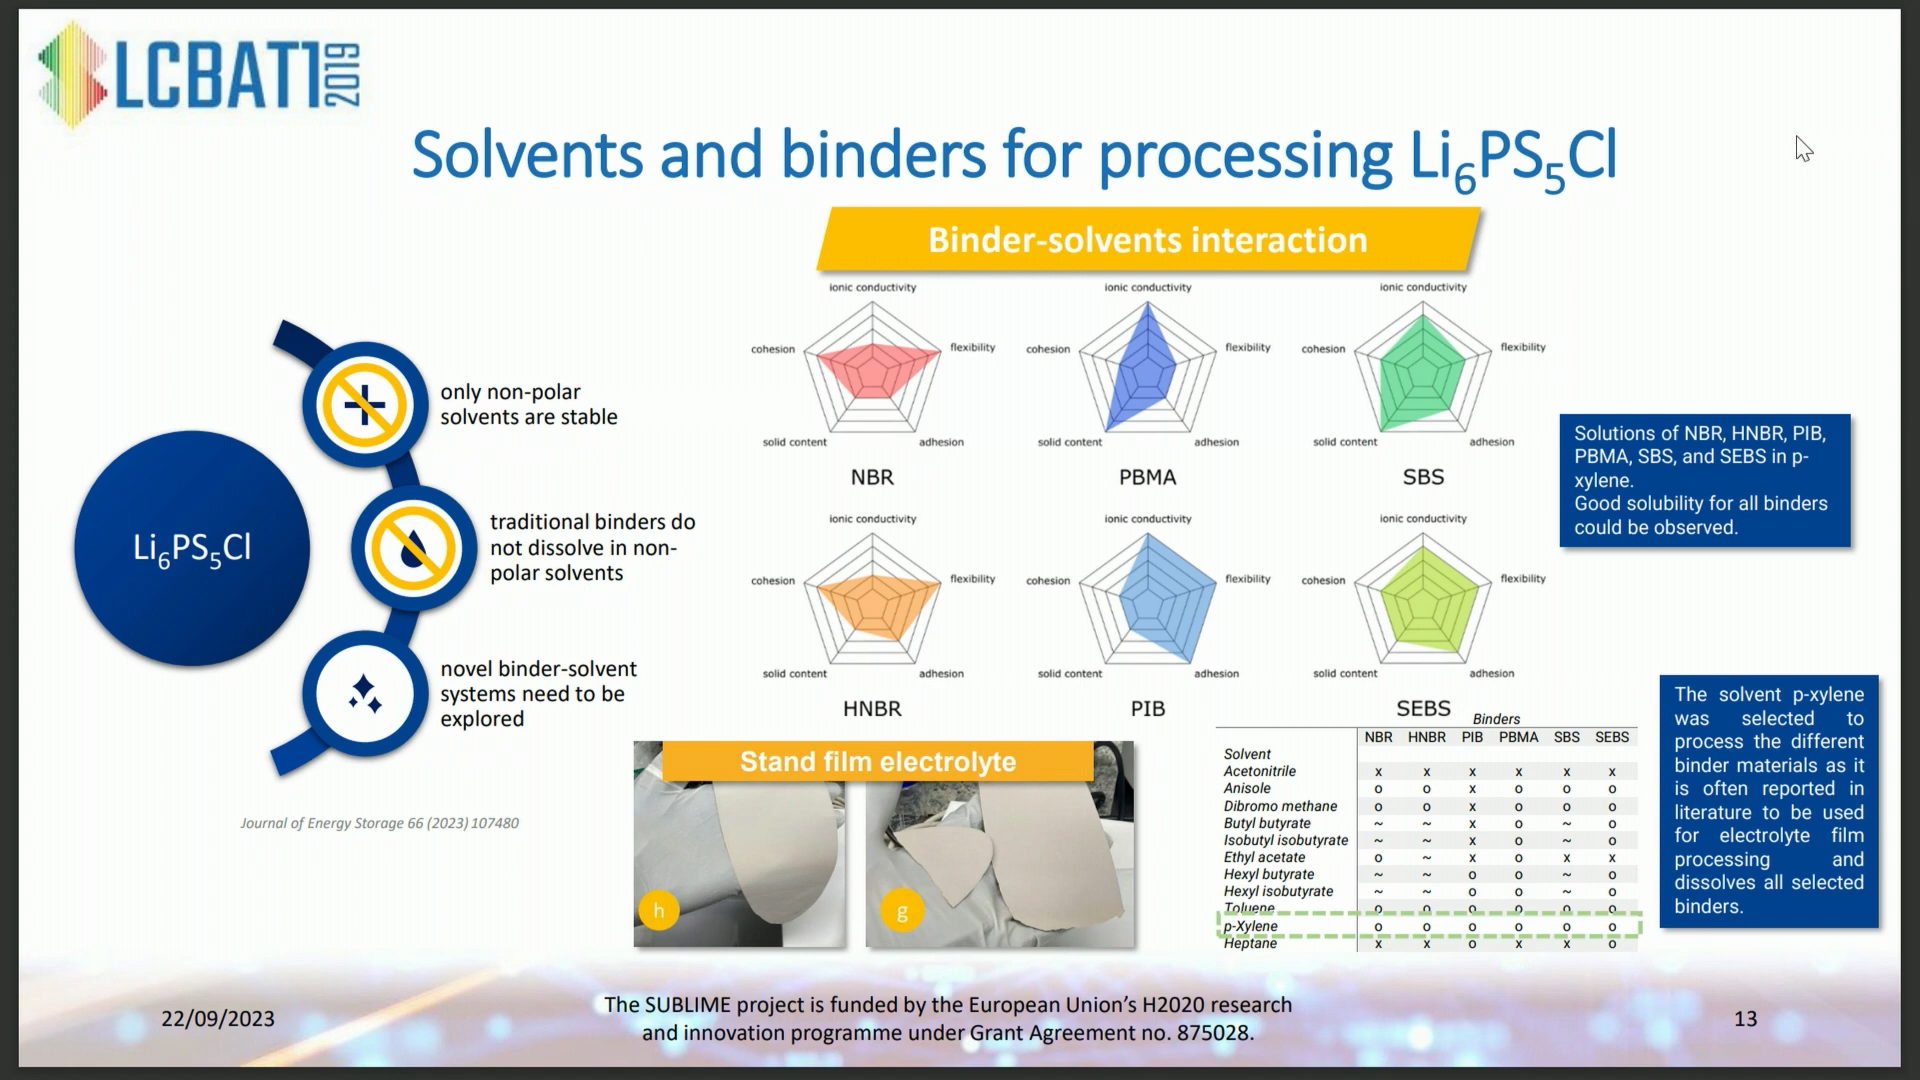 LCBAT1 2019
Solvents and binders for processing Li6PS5Cl
Binder-solvents interaction
Li6PS5Cl
only non-polar
solvents are stable
traditional binders do
not dissolve in non-
polar solvents
novel binder-solvent
systems need to be
explored
Journal of Energy Storage 66 (2023) 107480
ionic conductivity
cohesion
flexibility
solid content
adhesion
NBR
ionic conductivity
cohesion
flexibility
solid content
adhesion
PBMA
ionic conductivity
cohesion
flexibility
solid content
adhesion
SBS
ionic conductivity
cohesion
flexibility
solid content
adhesion
HNBR
ionic conductivity
cohesion
flexibility
solid content
adhesion
PIB
ionic conductivity
cohesion
flexibility
solid content
adhesion
SEBS
Solutions of NBR, HNBR, PIB,
PBMA, SBS, and SEBS in p-
xylene.
Good solubility for all binders
could be observed.
Stand film electrolyte
h
g
Binders
NBR HNBR PIB PBMA SBS SEBS
Solvent
Acetonitrile x x x x x x
Anisole o o x o o o
Dibromo methane o o x o o o
Butyl butyrate ~ ~ x o ~ o
Isobutyl isobutyrate ~ ~ x o ~ o
Ethyl acetate o ~ x o x x
Hexyl butyrate ~ ~ o o ~ o
Hexyl isobutyrate ~ ~ o o ~ o
Toluene o o o o o o
p-Xylene o o o o o o
Heptane x x o x x o
The solvent p-xylene
was selected to
process the different
binder materials as it
is often reported in
literature to be used
for electrolyte film
processing and
dissolves all selected
binders.
22/09/2023
The SUBLIME project is funded by the European Union’s H2020 research
and innovation programme under Grant Agreement no. 875028.
13